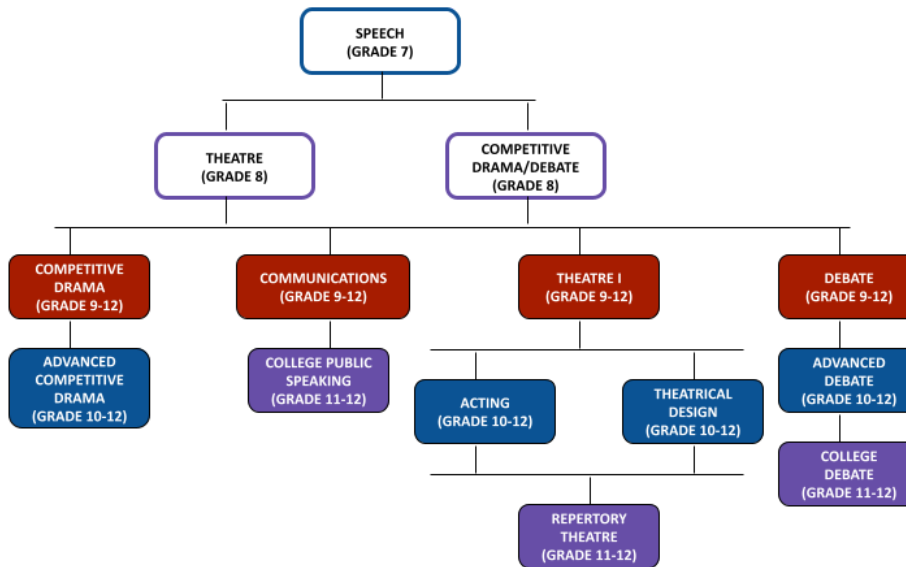 SPEECH
(GRADE 7)
THEATRE
(GRADE 8)
COMPETITIVE
DRAMA/DEBATE
(GRADE 8)
COMPETITIVE
DRAMA
(GRADE 9-12)
COMMUNICATIONS
(GRADE 9-12)
THEATRE I
(GRADE 9-12)
DEBATE
(GRADE 9-12)
ADVANCED
COMPETITIVE
DRAMA
(GRADE 10-12)
COLLEGE PUBLIC
SPEAKING
(GRADE 11-12)
ACTING
(GRADE 10-12)
THEATRICAL
DESIGN
(GRADE 10-12)
ADVANCED
DEBATE
(GRADE 10-12)
COLLEGE
DEBATE
(GRADE 11-12)
REPERTORY
THEATRE
(GRADE 11-12)